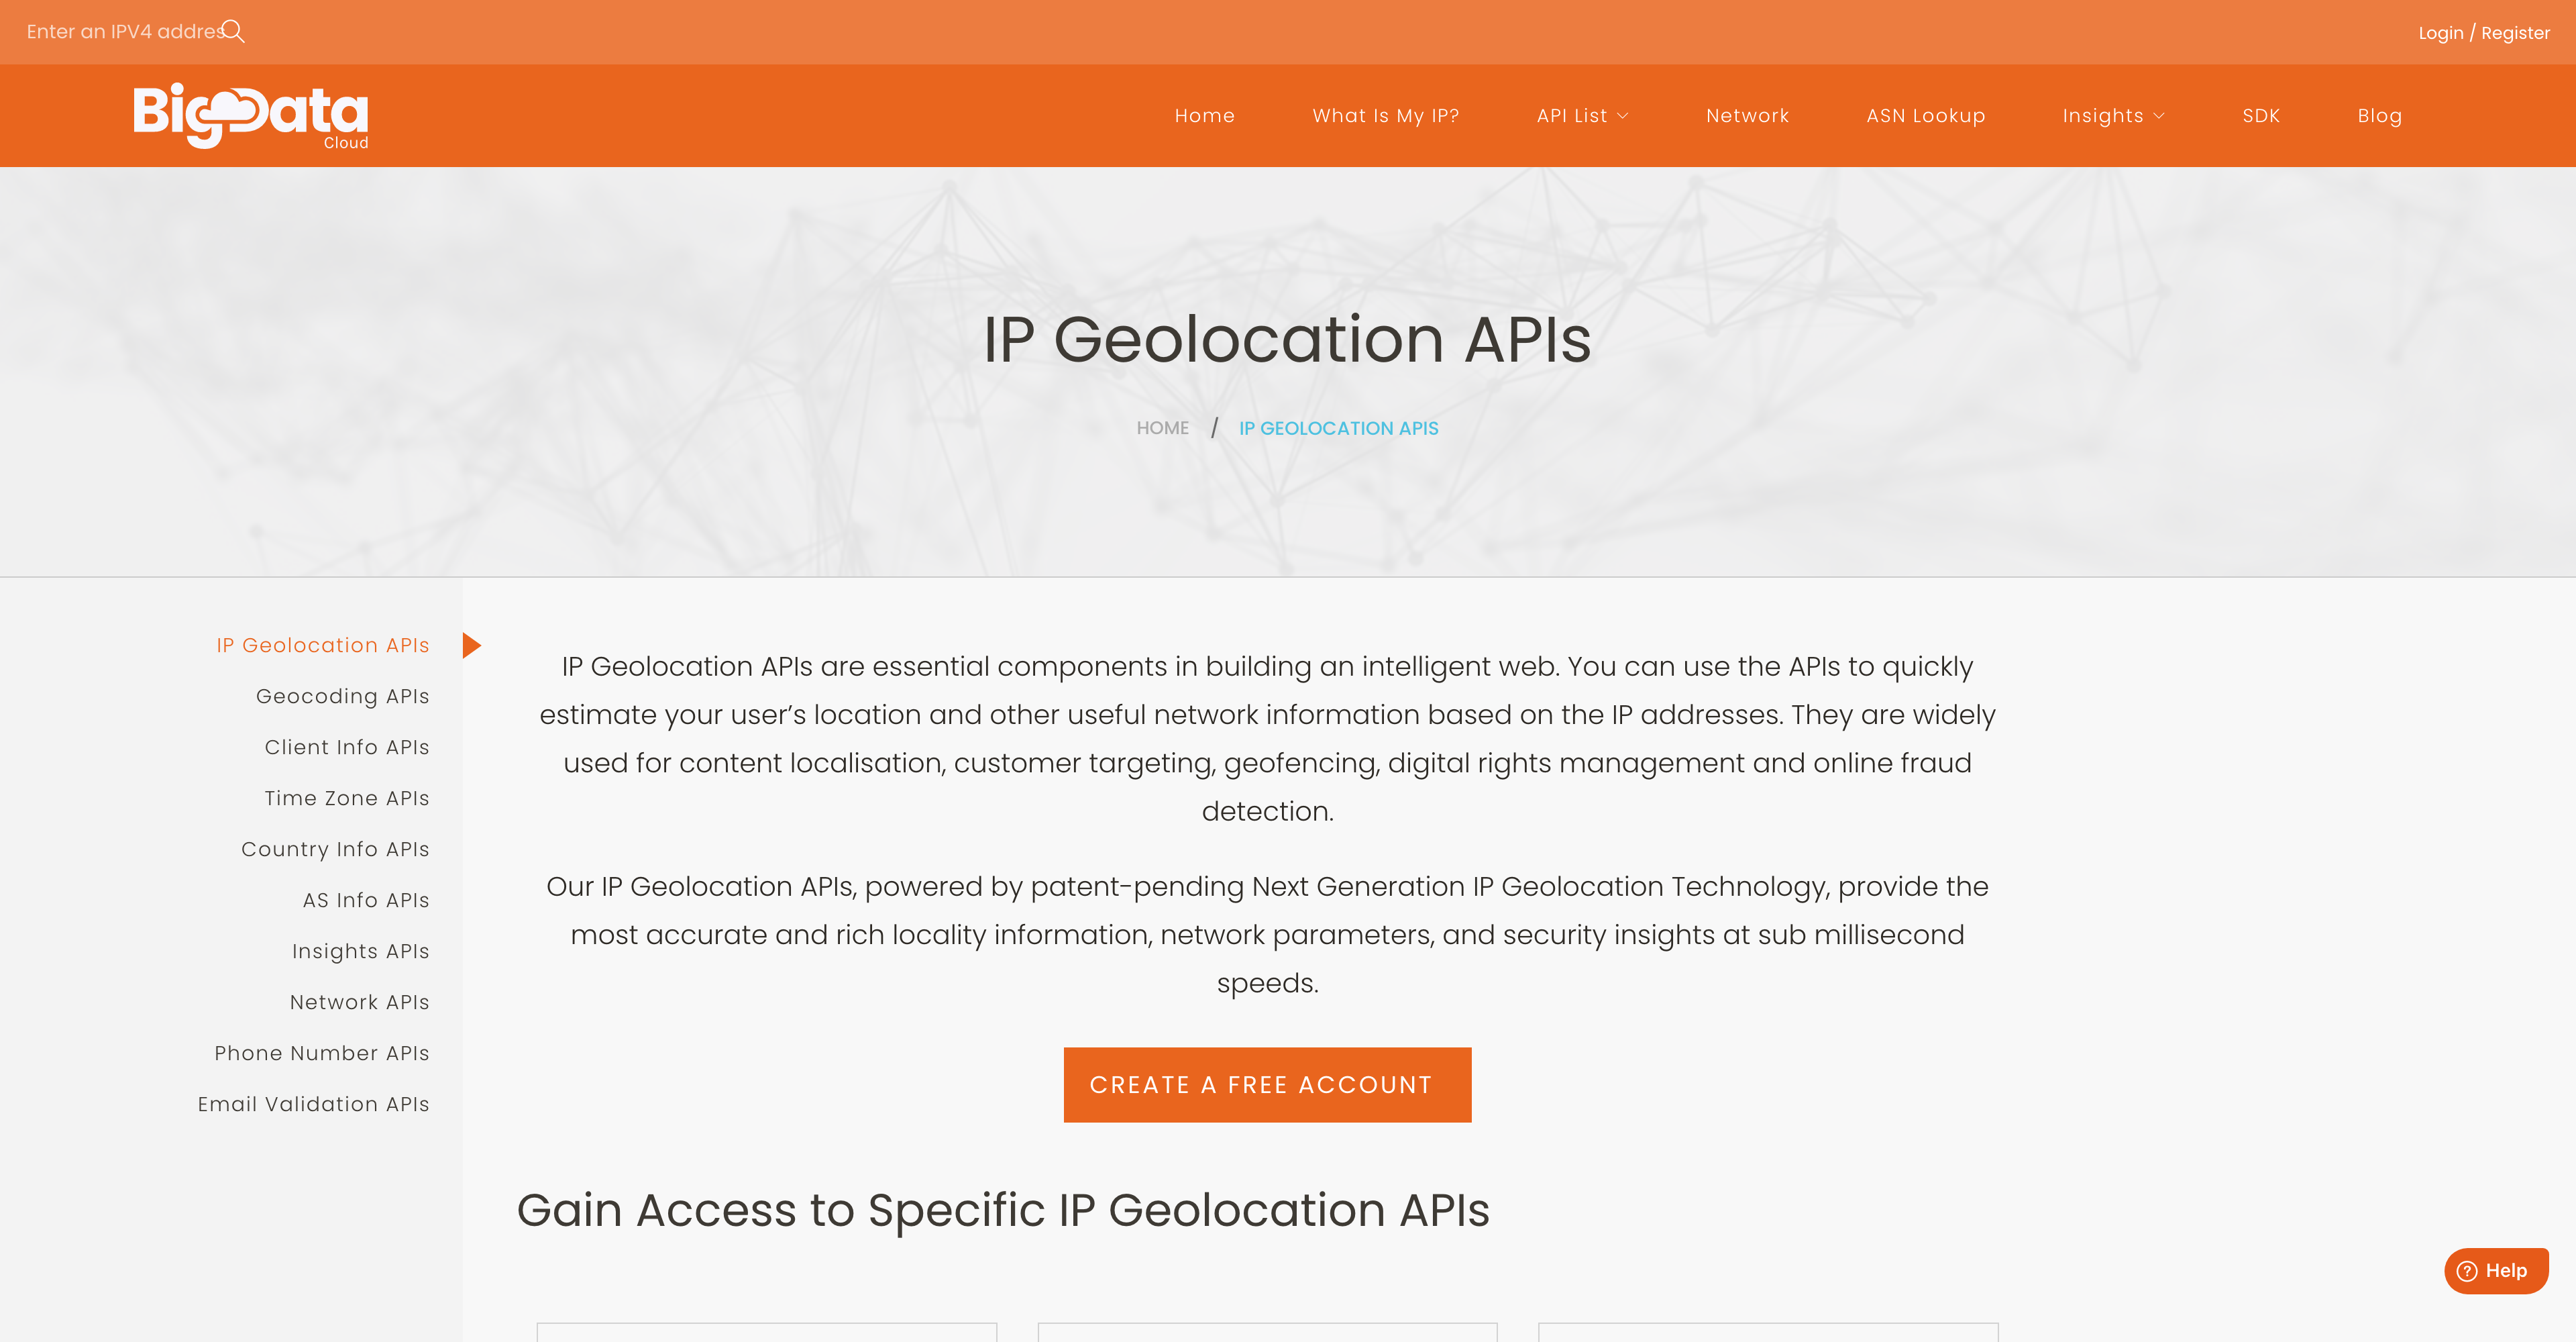 Enter an IPV4 addres
Login / Register
BigData
Cloud
Home
What Is My IP?
API List
Network
ASN Lookup
Insights
SDK
Blog
IP Geolocation APIs
HOME / IP GEOLOCATION APIS
IP Geolocation APIs
Geocoding APIs
Client Info APIs
Time Zone APIs
Country Info APIs
AS Info APIs
Insights APIs
Network APIs
Phone Number APIs
Email Validation APIs
IP Geolocation APIs are essential components in building an intelligent web. You can use the APIs to quickly
estimate your user’s location and other useful network information based on the IP addresses. They are widely
used for content localisation, customer targeting, geofencing, digital rights management and online fraud
detection.
Our IP Geolocation APIs, powered by patent-pending Next Generation IP Geolocation Technology, provide the
most accurate and rich locality information, network parameters, and security insights at sub millisecond
speeds.
CREATE A FREE ACCOUNT
Gain Access to Specific IP Geolocation APIs
Help